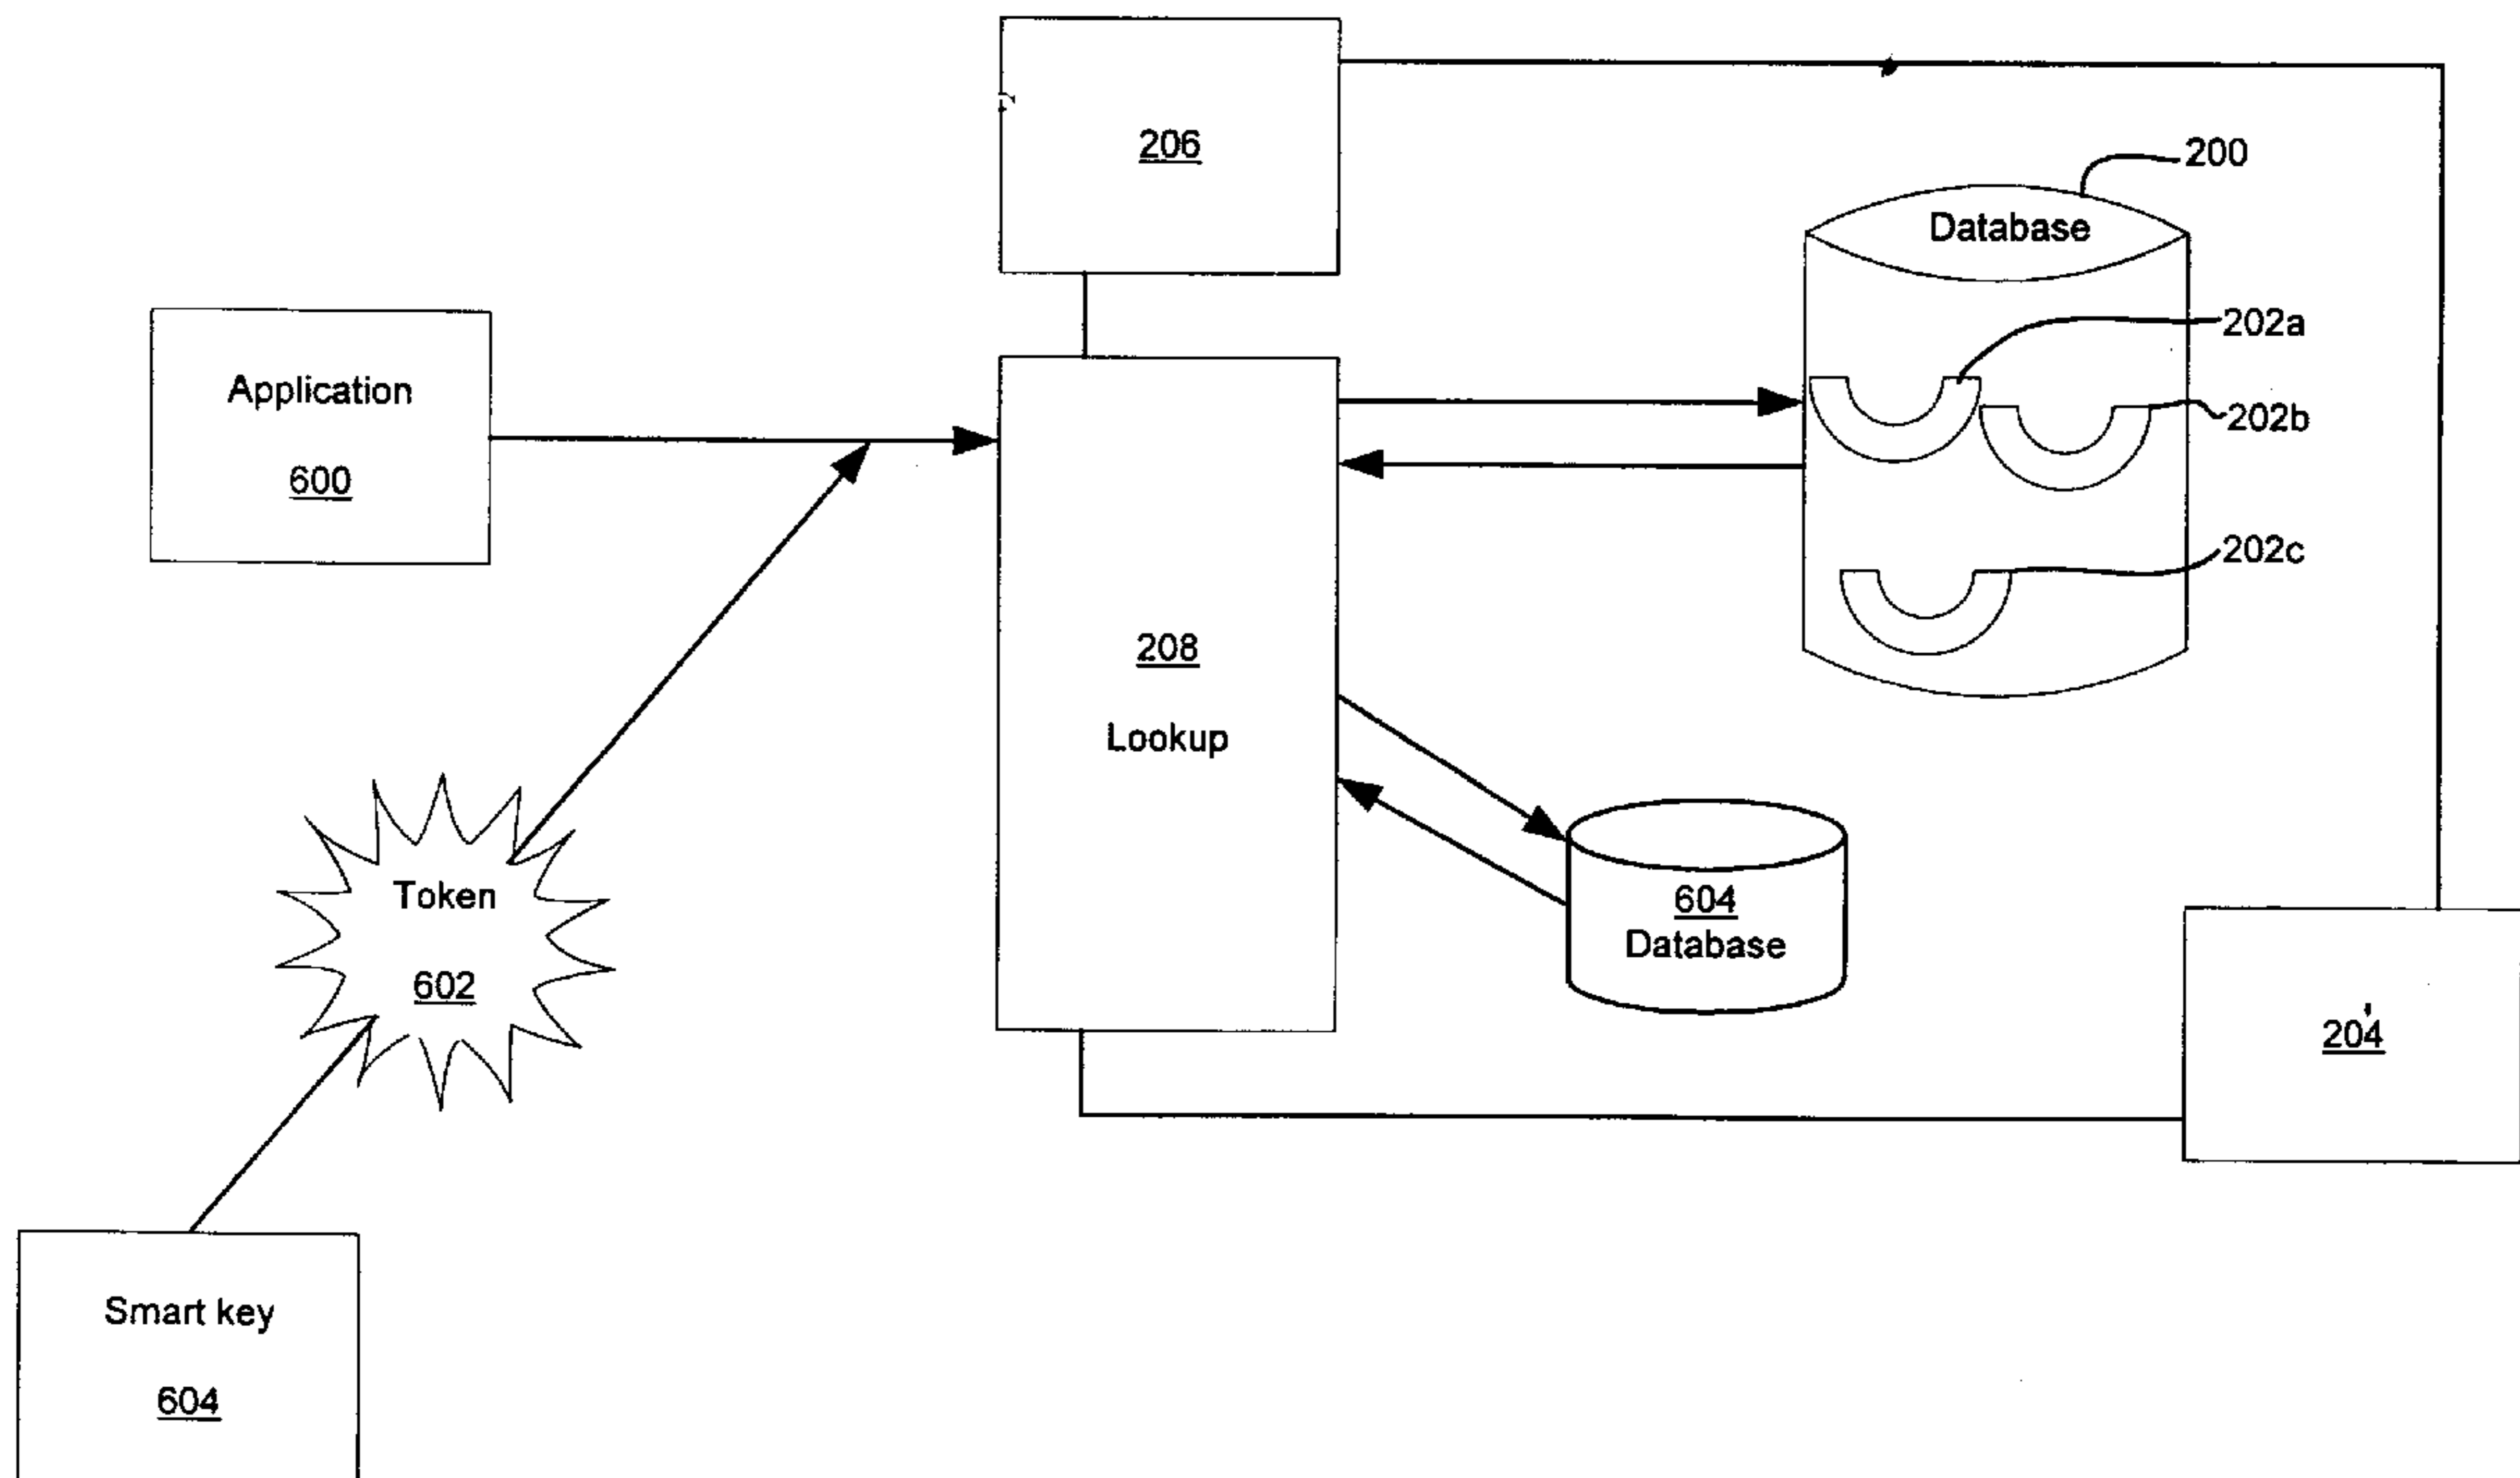 206
200
Database
202a
Application
202b
600
202c
208
Lookup
Token
604
Database
602
204
Smart key
604